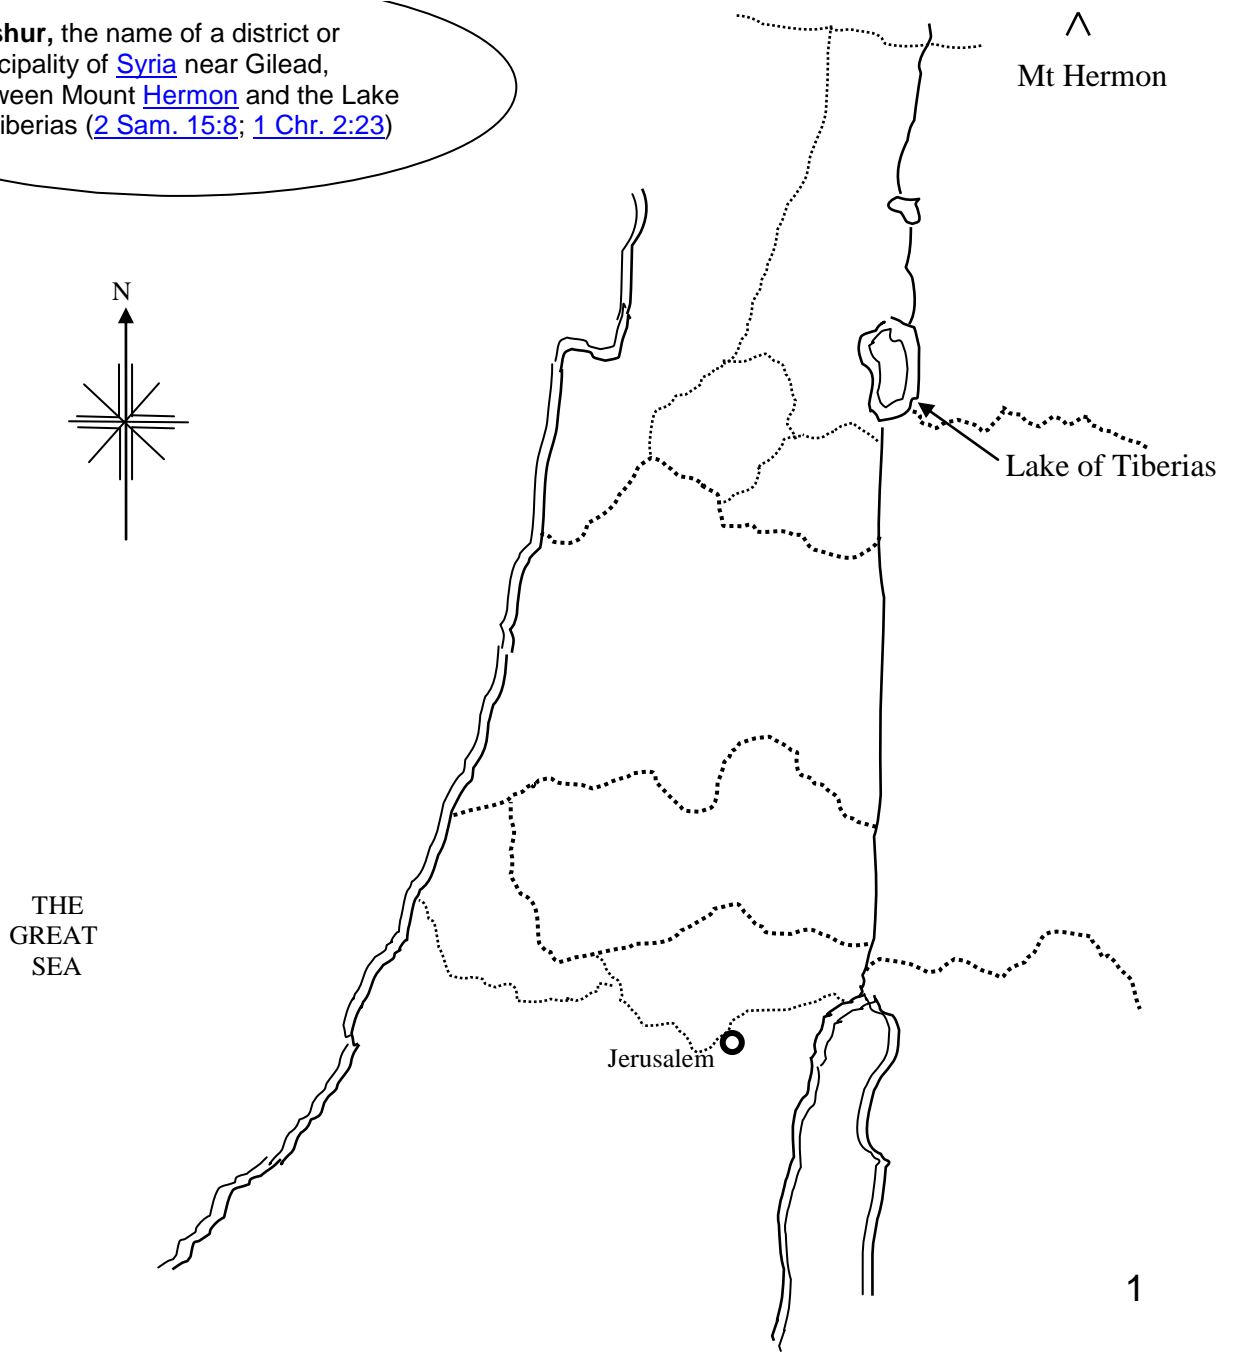 shur, the name of a district or
cipality of Syria near Gilead,
ween Mount Hermon and the Lake
iberias (2 Sam. 15:8; 1 Chr. 2:23)
Mt Hermon
N
Lake of Tiberias
THE
GREAT
SEA
Jerusalem
1